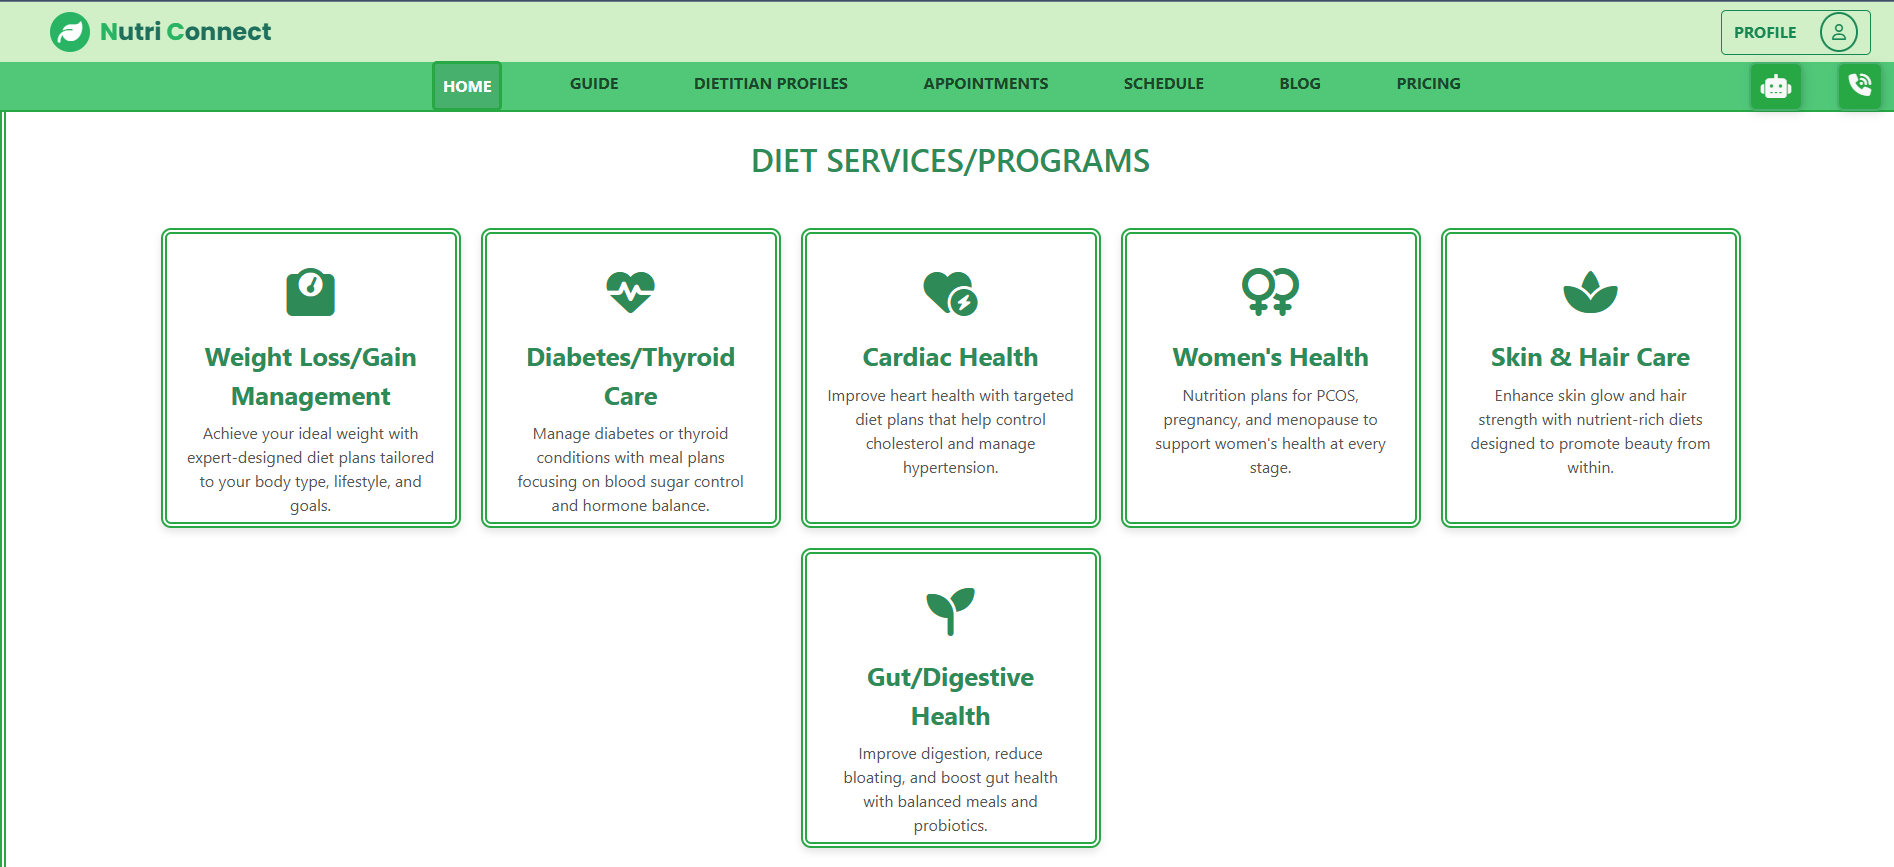 Nutri Connect
PROFILE
HOME
GUIDE
DIETITIAN PROFILES
APPOINTMENTS
SCHEDULE
BLOG
PRICING
DIET SERVICES/PROGRAMS
Weight Loss/Gain
Management
Achieve your ideal weight with
expert-designed diet plans tailored
to your body type, lifestyle, and
goals.
Diabetes/Thyroid
Care
Manage diabetes or thyroid
conditions with meal plans
focusing on blood sugar control
and hormone balance.
Cardiac Health
Improve heart health with targeted
diet plans that help control
cholesterol and manage
hypertension.
Women's Health
Nutrition plans for PCOS,
pregnancy, and menopause to
support women's health at every
stage.
Skin & Hair Care
Enhance skin glow and hair
strength with nutrient-rich diets
designed to promote beauty from
within.
Gut/Digestive
Health
Improve digestion, reduce
bloating, and boost gut health
with balanced meals and
probiotics.